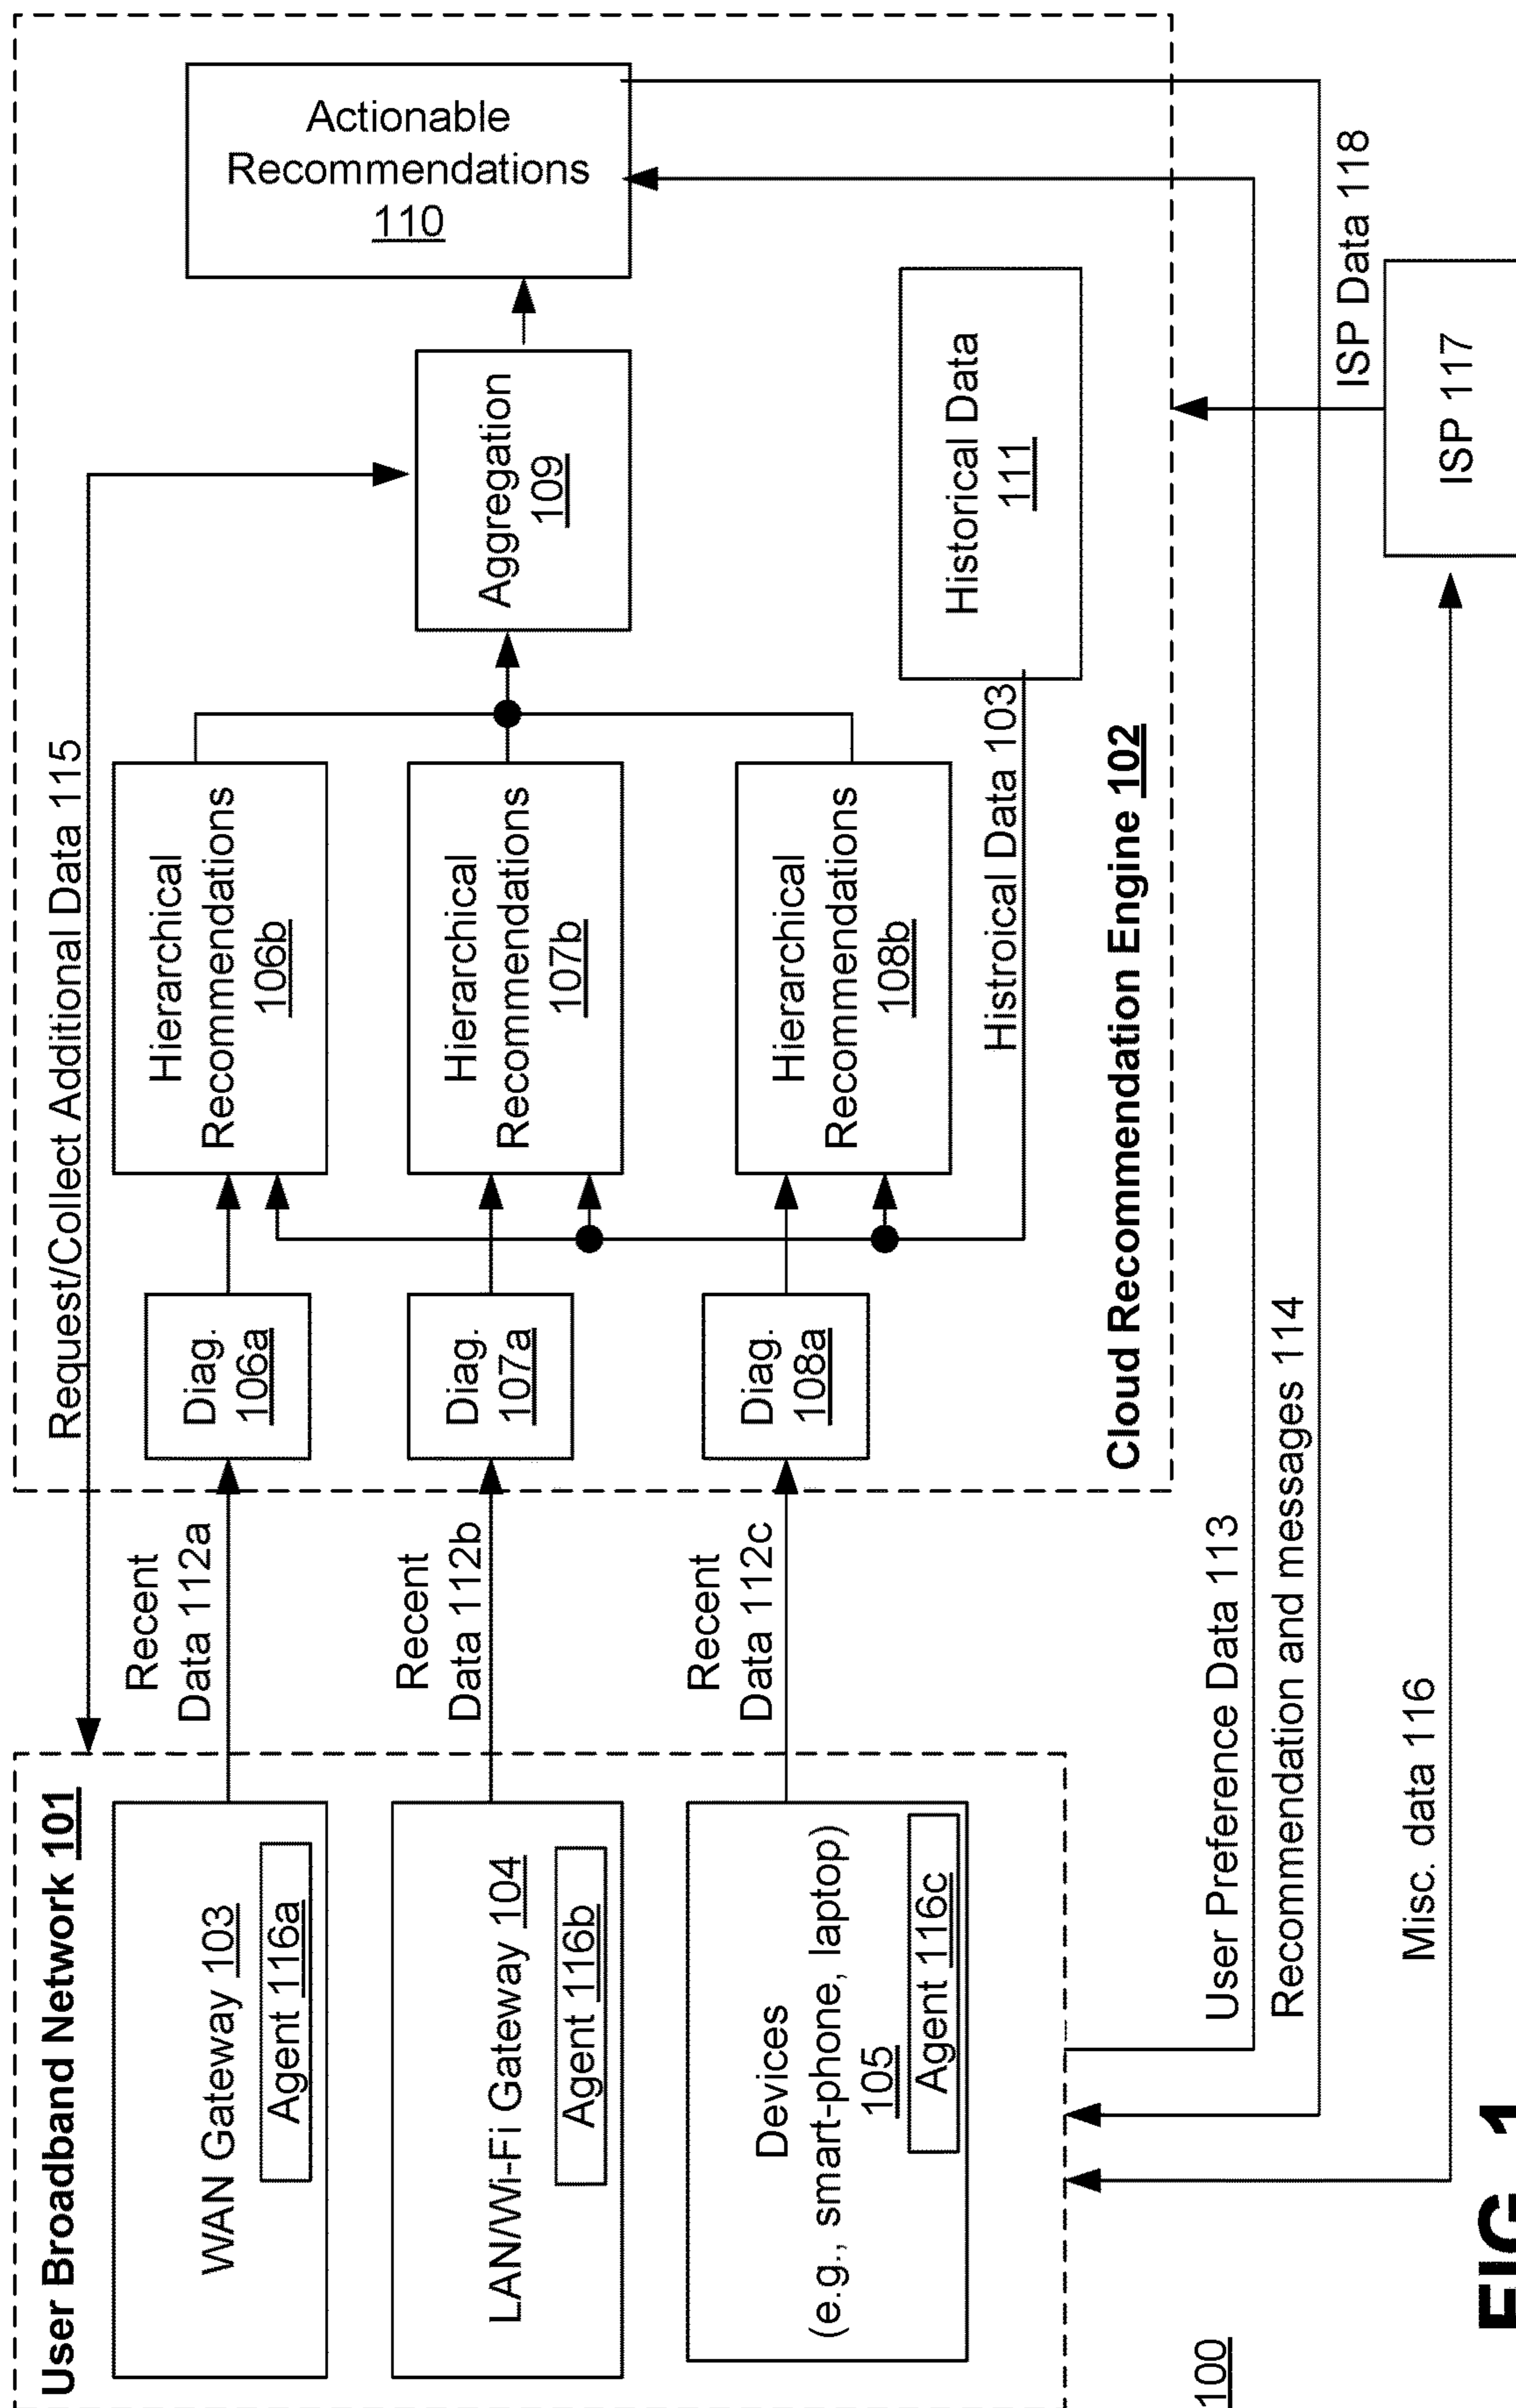 User Broadband Network 101
WAN Gateway 103
Agent 116a
LAN/Wi-Fi Gateway 104
Agent 116b
Devices
(e.g., smart-phone, laptop)
105
Agent 116c
Request/Collect Additional Data 115
Recent
Data 112a
Recent
Data 112b
Recent
Data 112c
Diag.
106a
Diag.
107a
Diag.
108a
Hierarchical
Recommendations
106b
Hierarchical
Recommendations
107b
Hierarchical
Recommendations
108b
Aggregation
109
Actionable
Recommendations
110
Historical Data
111
Histroical Data 103
Cloud Recommendation Engine 102
User Preference Data 113
Recommendation and messages 114
ISP Data 118
Misc. data 116
ISP 117
100
FIG. 1